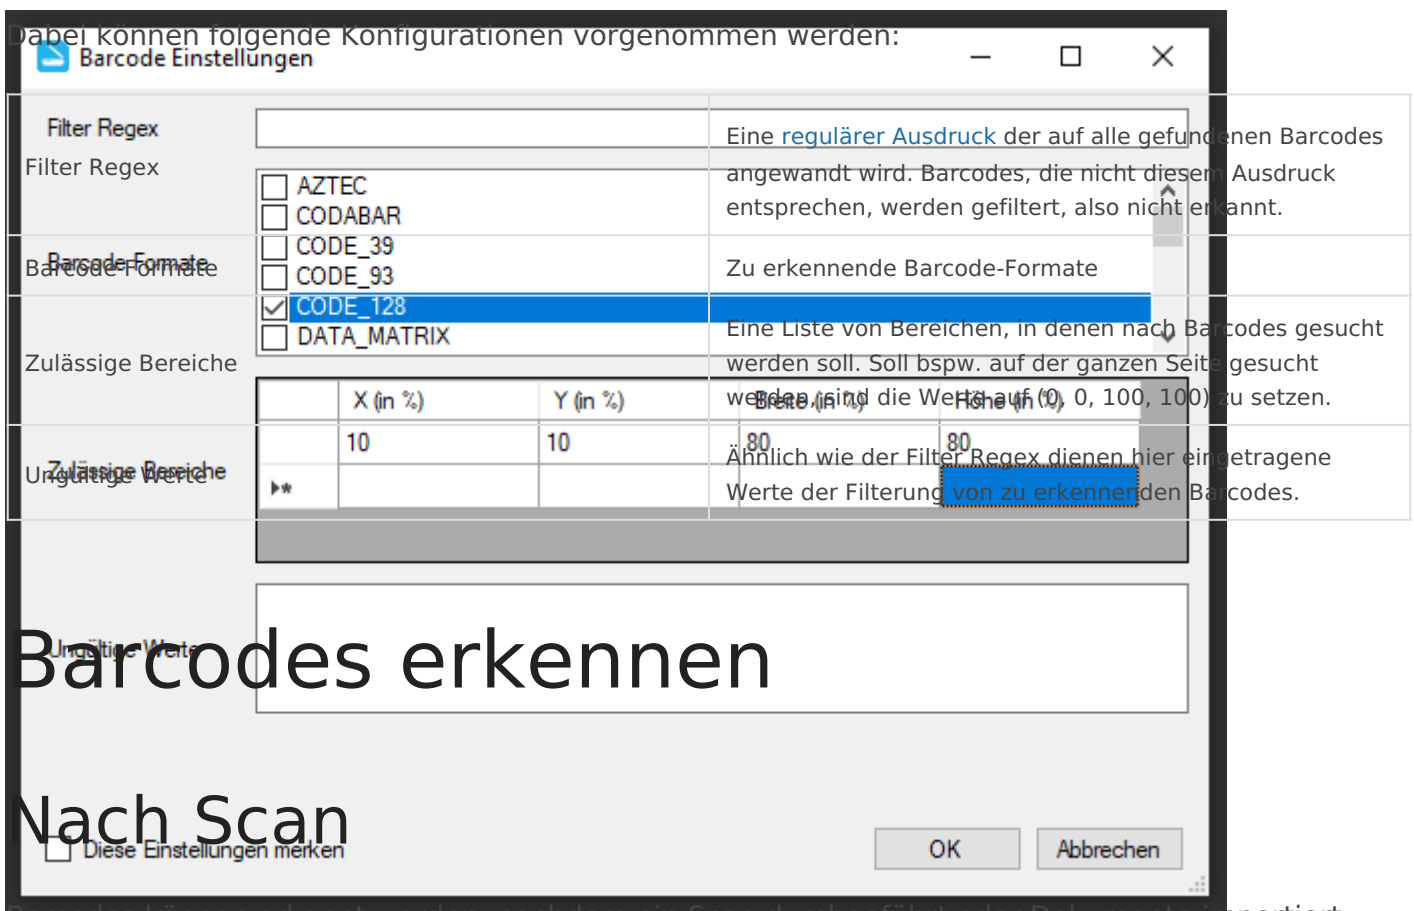 Dabei können folgende Konfigurationen vorgenommen werden:
Barcode Einstellungen
Filter Regex
AZTEC
CODABAR
CODE_39
CODE_93
CODE_128
DATA_MATRIX
Barcode Formate
X (in %) Y (in %) Breite (in %) Höhe (in %)
10 10 80 80
Zulässige Bereiche
Ungültige Werte
Diese Einstellungen merken
OK Abbrechen
Filter Regex
Eine regulärer Ausdruck der auf alle gefundenen Barcodes
angewandt wird. Barcodes, die nicht diesem Ausdruck
entsprechen, werden gefiltert, also nicht erkannt.
Barcode-Formate
Zu erkennende Barcode-Formate
Zulässige Bereiche
Eine Liste von Bereichen, in denen nach Barcodes gesucht
werden soll. Soll bspw. auf der ganzen Seite gesucht
werden, sind die Werte auf (0, 0, 100, 100) zu setzen.
Ungültige Werte
Ähnlich wie der Filter Regex dienen hier eingetragene
Werte der Filterung von zu erkennenden Barcodes.
Barcodes erkennen
Nach Scan